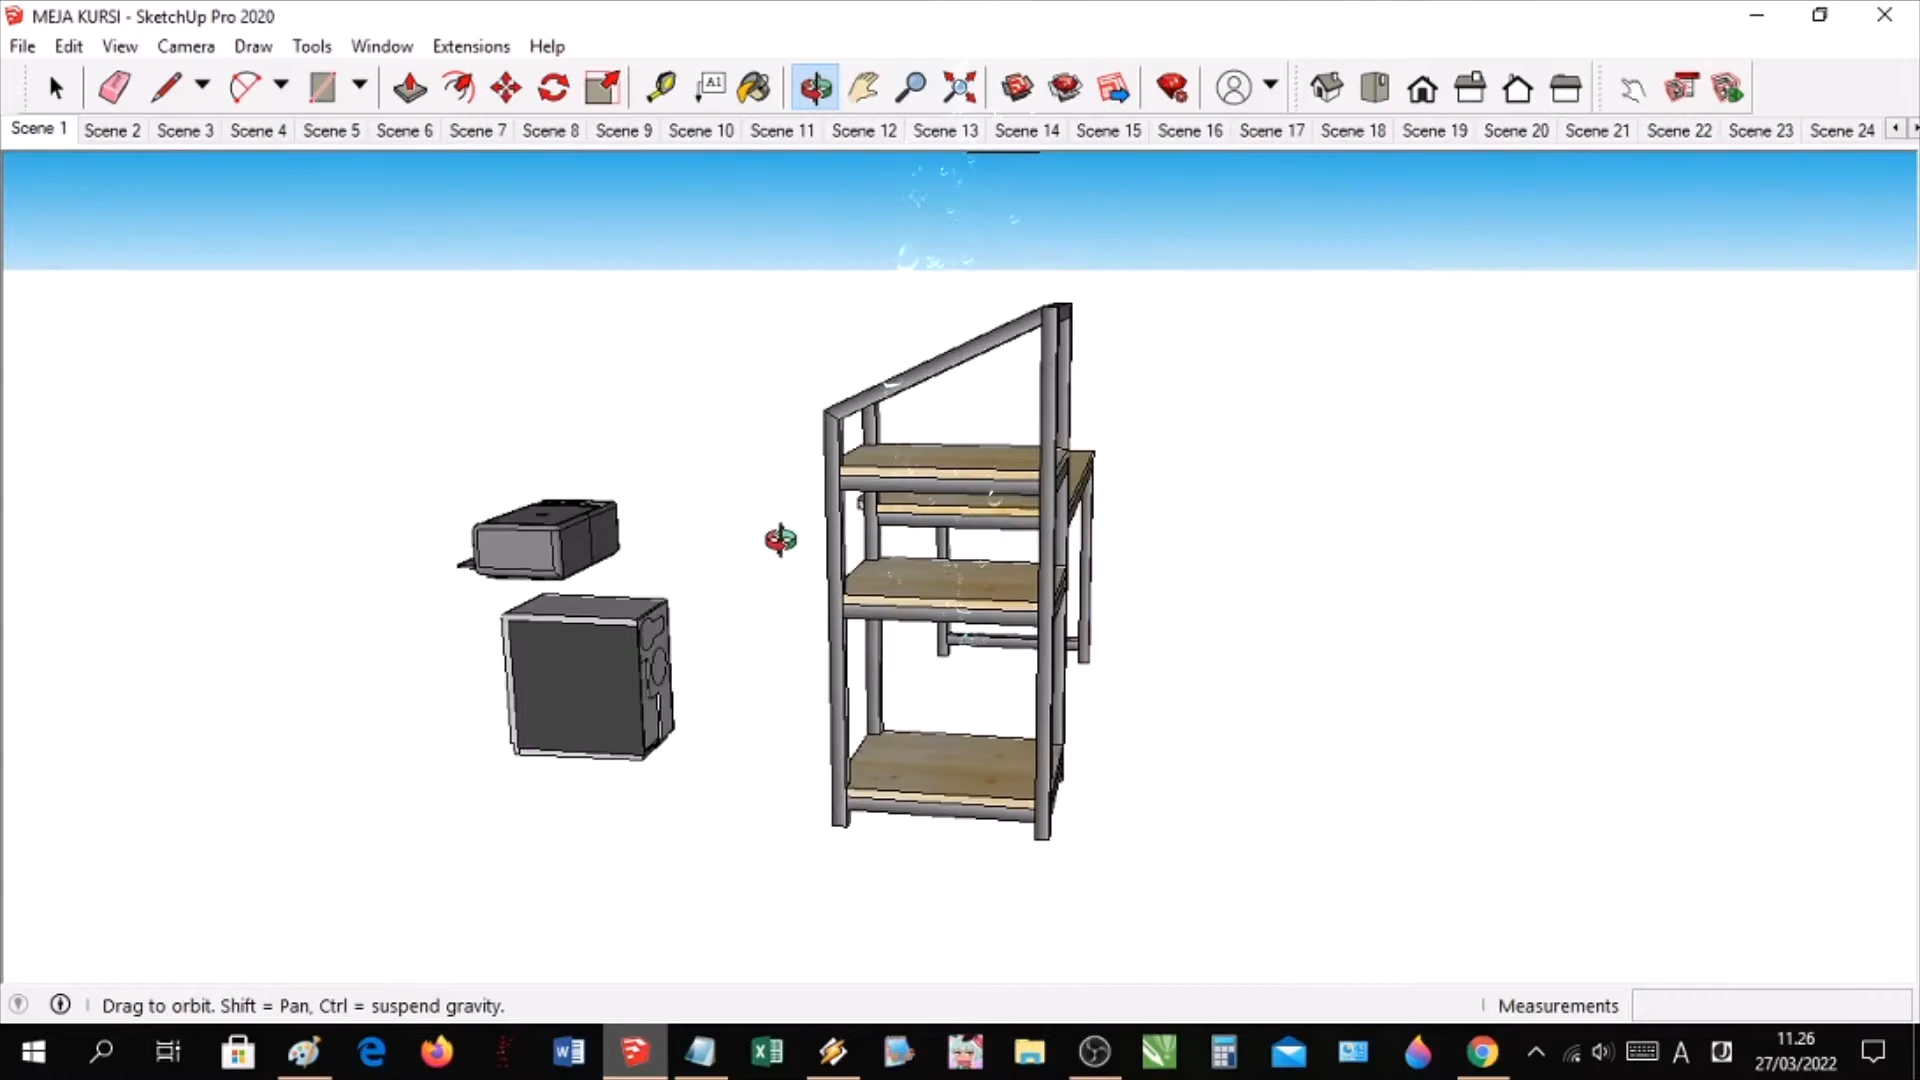 MEJA KURSI - SketchUp Pro 2020
File Edit View Camera Draw Tools Window Extensions Help
A1
Scene 1 Scene 2 Scene 3 Scene 4 Scene 5 Scene 6 Scene 7 Scene 8 Scene 9 Scene 10 Scene 11 Scene 12 Scene 13 Scene 14 Scene 15 Scene 16 Scene 17 Scene 18 Scene 19 Scene 20 Scene 21 Scene 22 Scene 23 Scene 24
Drag to orbit. Shift = Pan, Ctrl = suspend gravity.
Measurements
A
11.26
27/03/2022